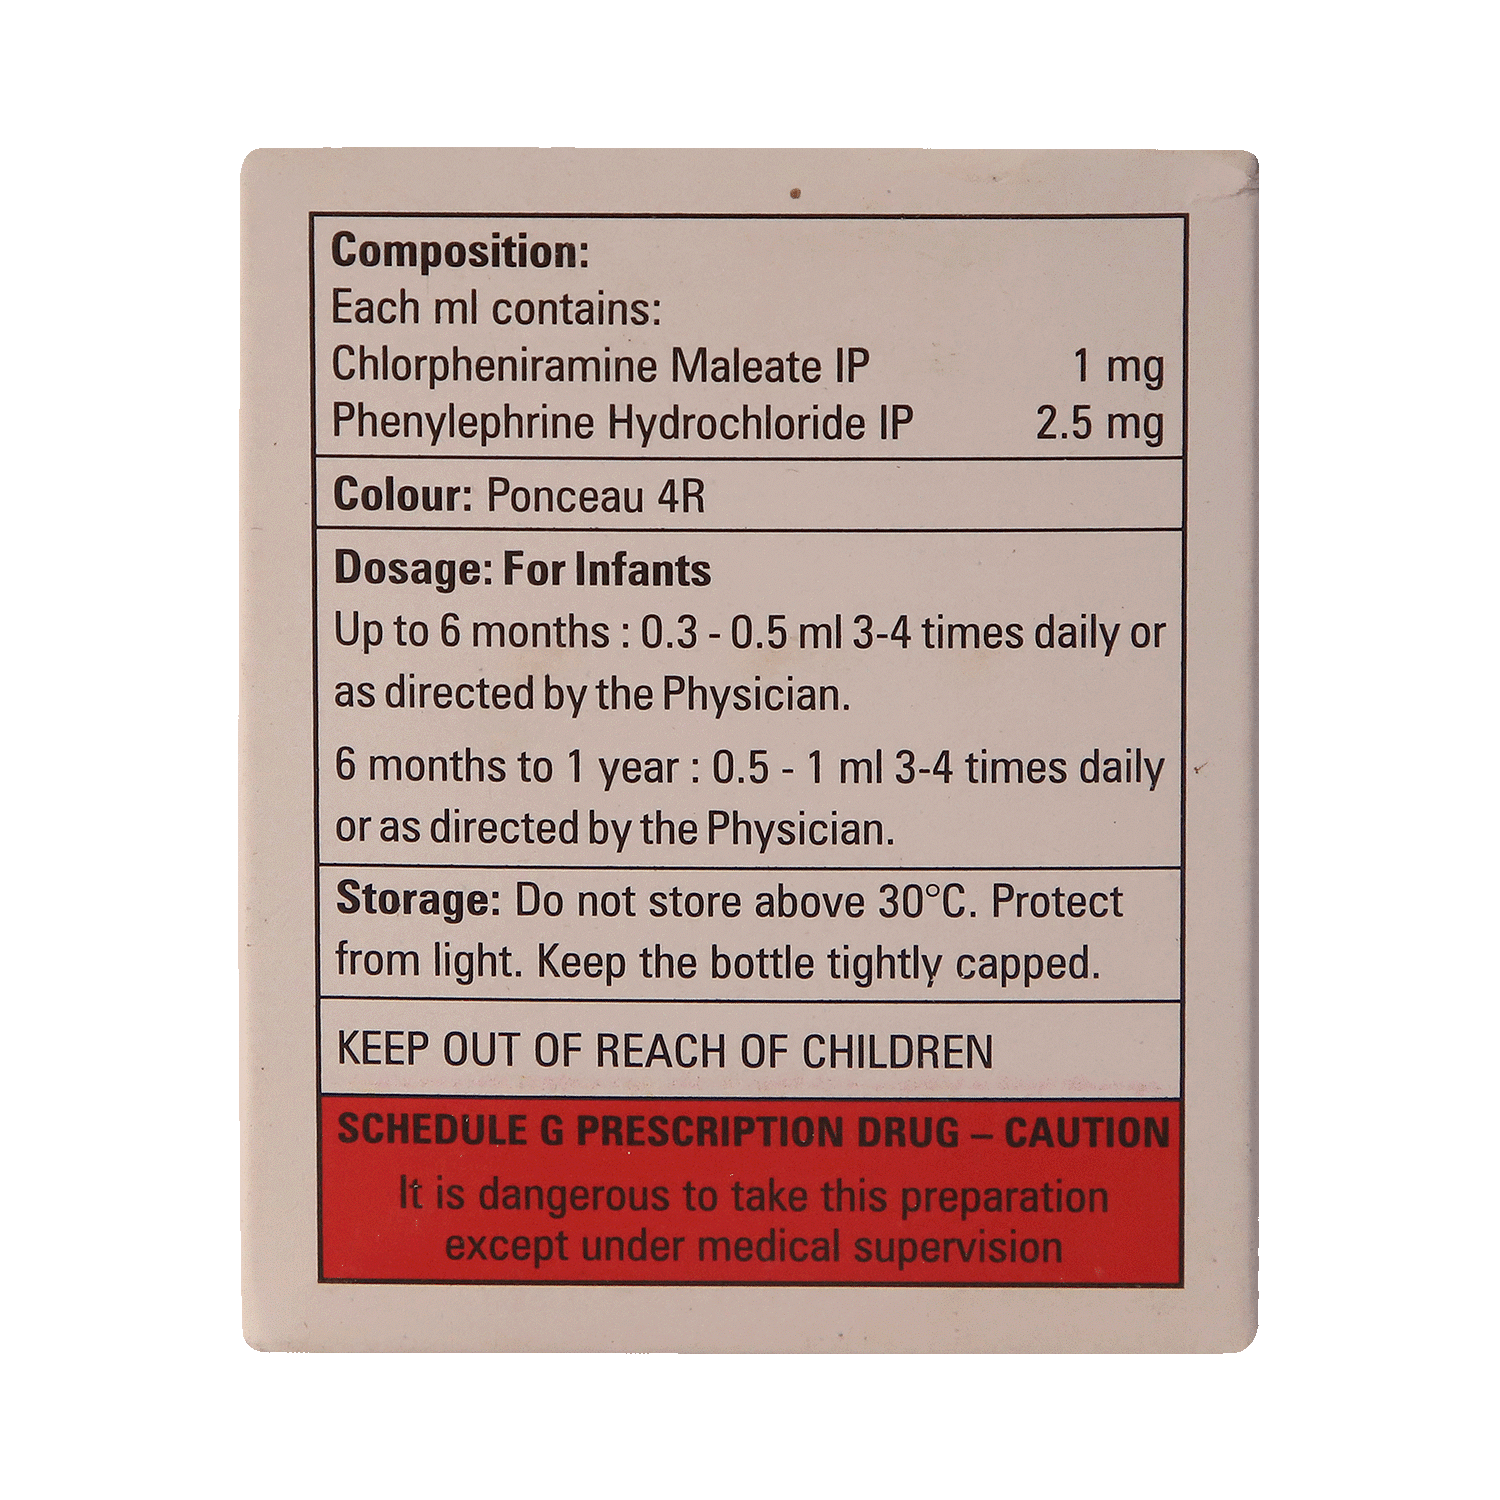 Composition:
Each ml contains:
Chlorpheniramine Maleate IP 1 mg
Phenylephrine Hydrochloride IP 2.5 mg
Colour: Ponceau 4R
Dosage: For Infants
Up to 6 months : 0.3 - 0.5 ml 3-4 times daily or
as directed by the Physician.
6 months to 1 year : 0.5 - 1 ml 3-4 times daily
or as directed by the Physician.
Storage: Do not store above 30°C. Protect
from light. Keep the bottle tightly capped.
KEEP OUT OF REACH OF CHILDREN
SCHEDULE G PRESCRIPTION DRUG – CAUTION
It is dangerous to take this preparation
except under medical supervision